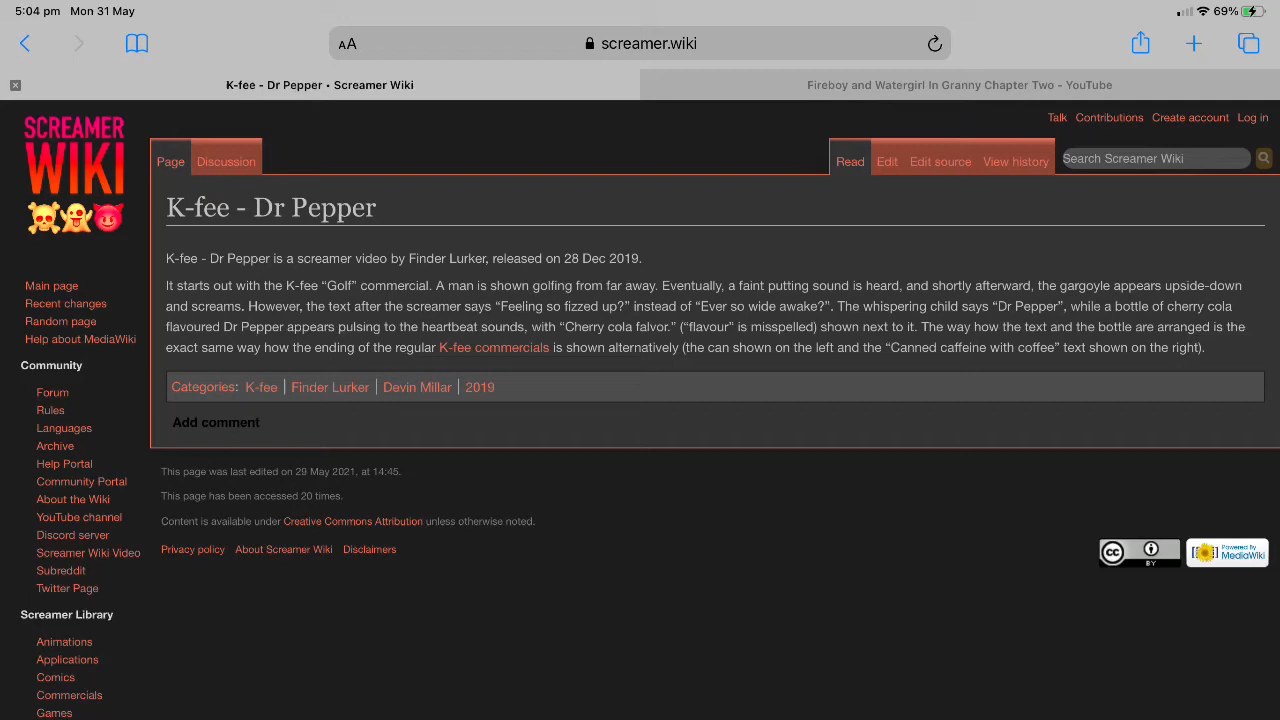 5:04 pm Mon 31 May 69%
AA screamer.wiki
K-fee - Dr Pepper • Screamer Wiki Fireboy and Watergirl In Granny Chapter Two - YouTube
Talk Contributions Create account Log in
SCREAMER
WIKI
Page Discussion Read Edit Edit source View history Search Screamer Wiki
K-fee - Dr Pepper
K-fee - Dr Pepper is a screamer video by Finder Lurker, released on 28 Dec 2019.
It starts out with the K-fee “Golf” commercial. A man is shown golfing from far away. Eventually, a faint putting sound is heard, and shortly afterward, the gargoyle appears upside-down
and screams. However, the text after the screamer says “Feeling so fizzed up?” instead of “Ever so wide awake?”. The whispering child says “Dr Pepper”, while a bottle of cherry cola
flavoured Dr Pepper appears pulsing to the heartbeat sounds, with “Cherry cola falvor.” (“flavour” is misspelled) shown next to it. The way how the text and the bottle are arranged is the
exact same way how the ending of the regular K-fee commercials is shown alternatively (the can shown on the left and the “Canned caffeine with coffee” text shown on the right).
Categories: K-fee | Finder Lurker | Devin Millar | 2019
Add comment
This page was last edited on 29 May 2021, at 14:45.
This page has been accessed 20 times.
Content is available under Creative Commons Attribution unless otherwise noted.
Privacy policy About Screamer Wiki Disclaimers
cc BY
Powered By
MediaWiki
Main page
Recent changes
Random page
Help about MediaWiki
Community
Forum
Rules
Languages
Archive
Help Portal
Community Portal
About the Wiki
YouTube channel
Discord server
Screamer Wiki Video
Subreddit
Twitter Page
Screamer Library
Animations
Applications
Comics
Commercials
Games